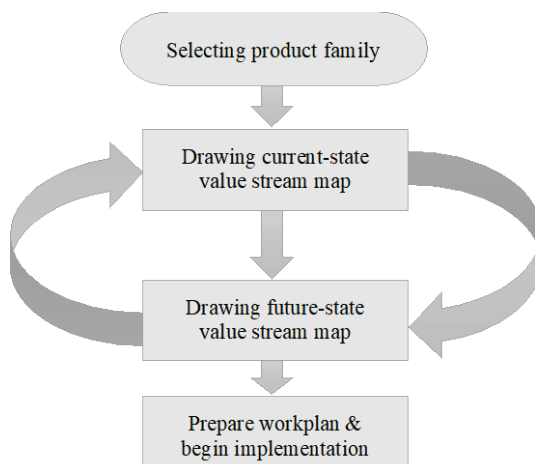 Selecting product family
Drawing current-state
value stream map
Drawing future-state
value stream map
Prepare workplan &
begin implementation